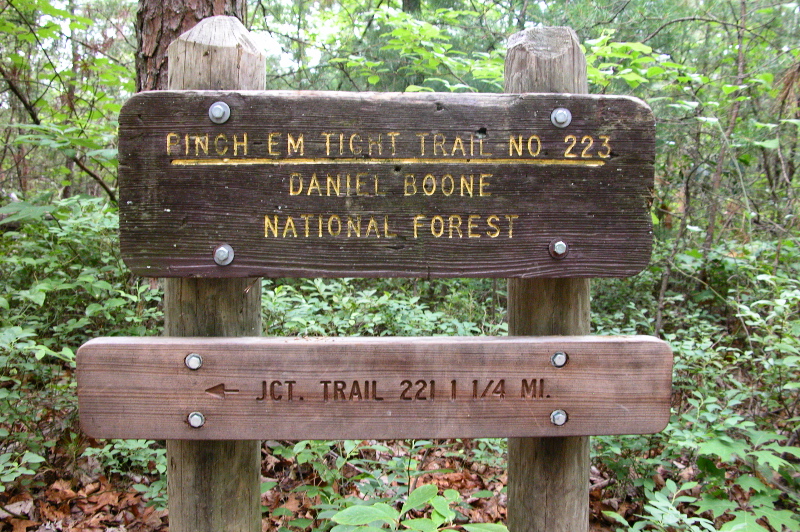 PINCH-EM TIGHT TRAIL NO. 223
DANIEL BOONE
NATIONAL FOREST
← JCT. TRAIL 221 1 1/4 MI.